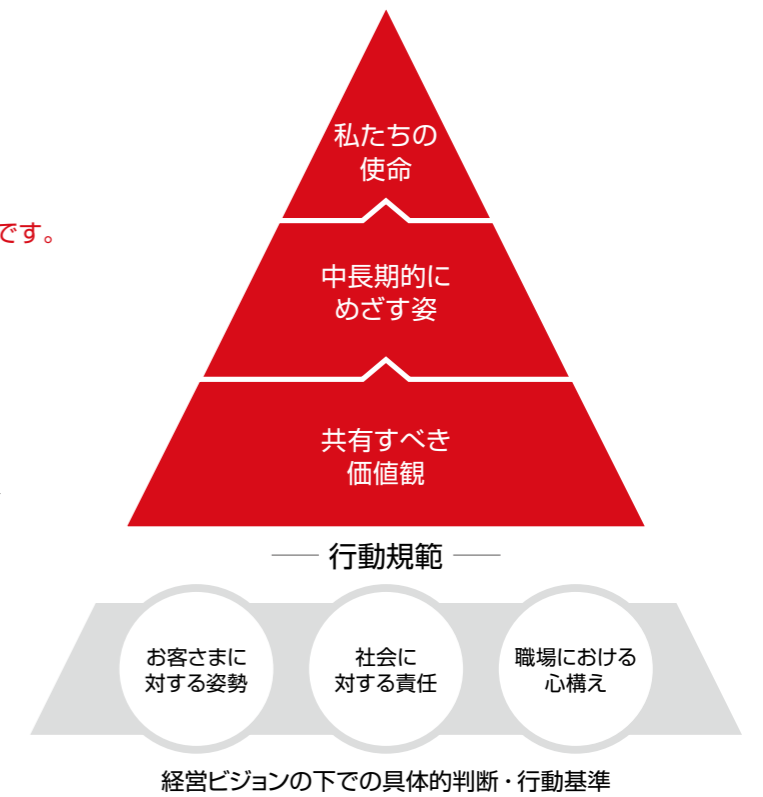 私たちの
使命
です。
中長期的に
めざす姿
共有すべき
価値観
行動規範
お客さまに
対する姿勢
社会に
対する責任
職場における
心構え
経営ビジョンの下での具体的判断・行動基準